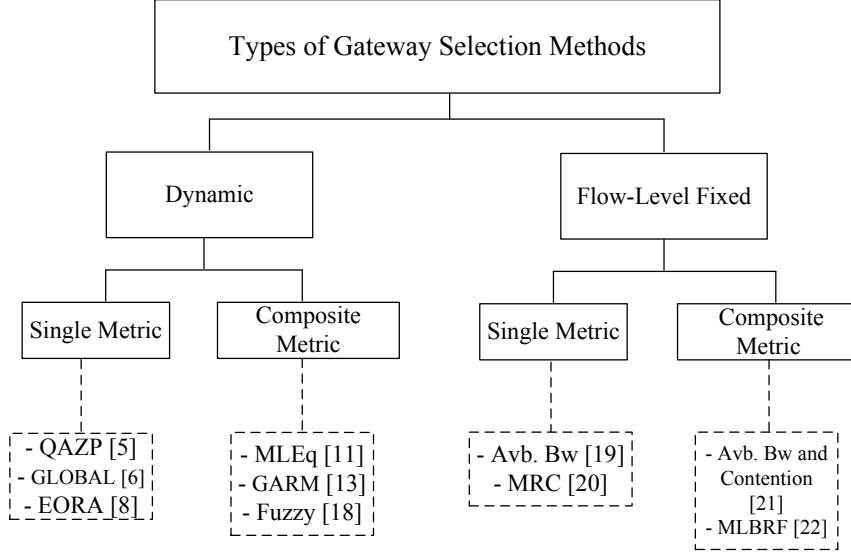 Types of Gateway Selection Methods
Dynamic
Flow-Level Fixed
Single Metric
Composite
Metric
Single Metric
Composite
Metric
- QAZP [5]
- GLOBAL [6]
- EORA [8]
- MLEq [11]
- GARM [13]
- Fuzzy [18]
- Avb. Bw [19]
- MRC [20]
- Avb. Bw and
Contention
[21]
- MLBRF [22]